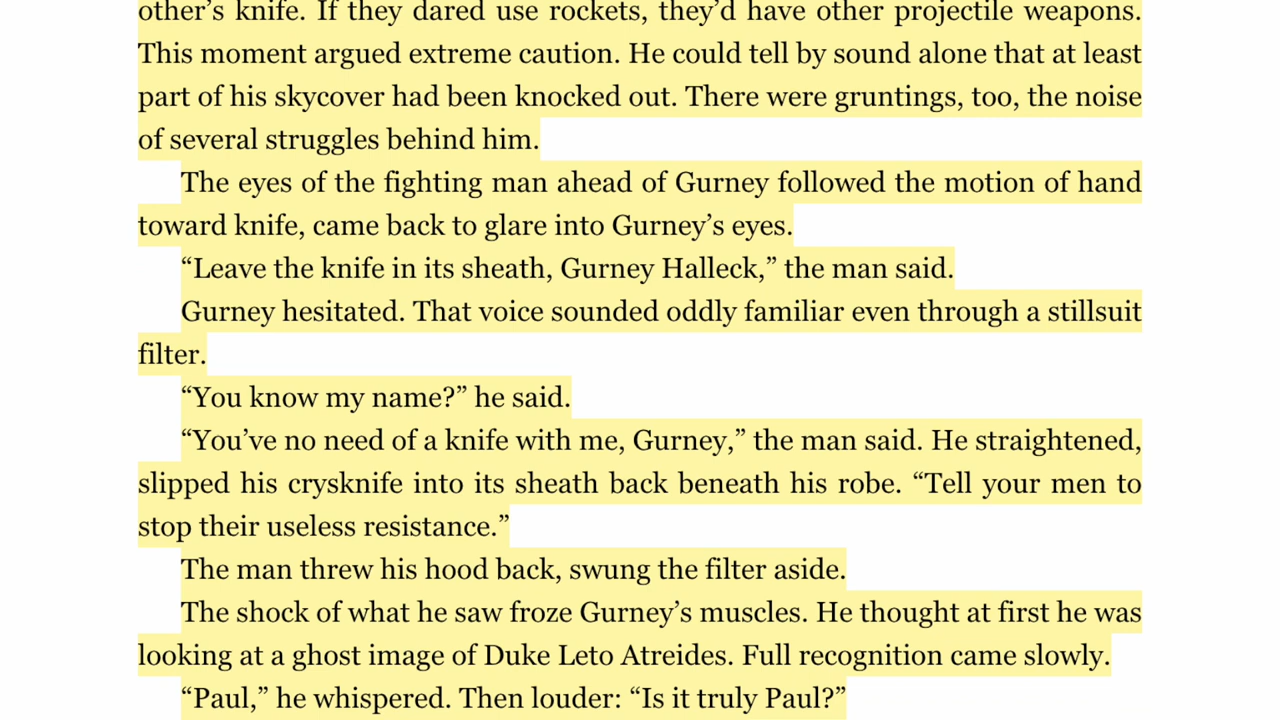 other’s knife. If they dared use rockets, they’d have other projectile weapons.
This moment argued extreme caution. He could tell by sound alone that at least
part of his skycover had been knocked out. There were gruntings, too, the noise
of several struggles behind him.
The eyes of the fighting man ahead of Gurney followed the motion of hand
toward knife, came back to glare into Gurney’s eyes.
“Leave the knife in its sheath, Gurney Halleck,” the man said.
Gurney hesitated. That voice sounded oddly familiar even through a stillsuit
filter.
“You know my name?” he said.
“You’ve no need of a knife with me, Gurney,” the man said. He straightened,
slipped his crysknife into its sheath back beneath his robe. “Tell your men to
stop their useless resistance.”
The man threw his hood back, swung the filter aside.
The shock of what he saw froze Gurney’s muscles. He thought at first he was
looking at a ghost image of Duke Leto Atreides. Full recognition came slowly.
“Paul,” he whispered. Then louder: “Is it truly Paul?”